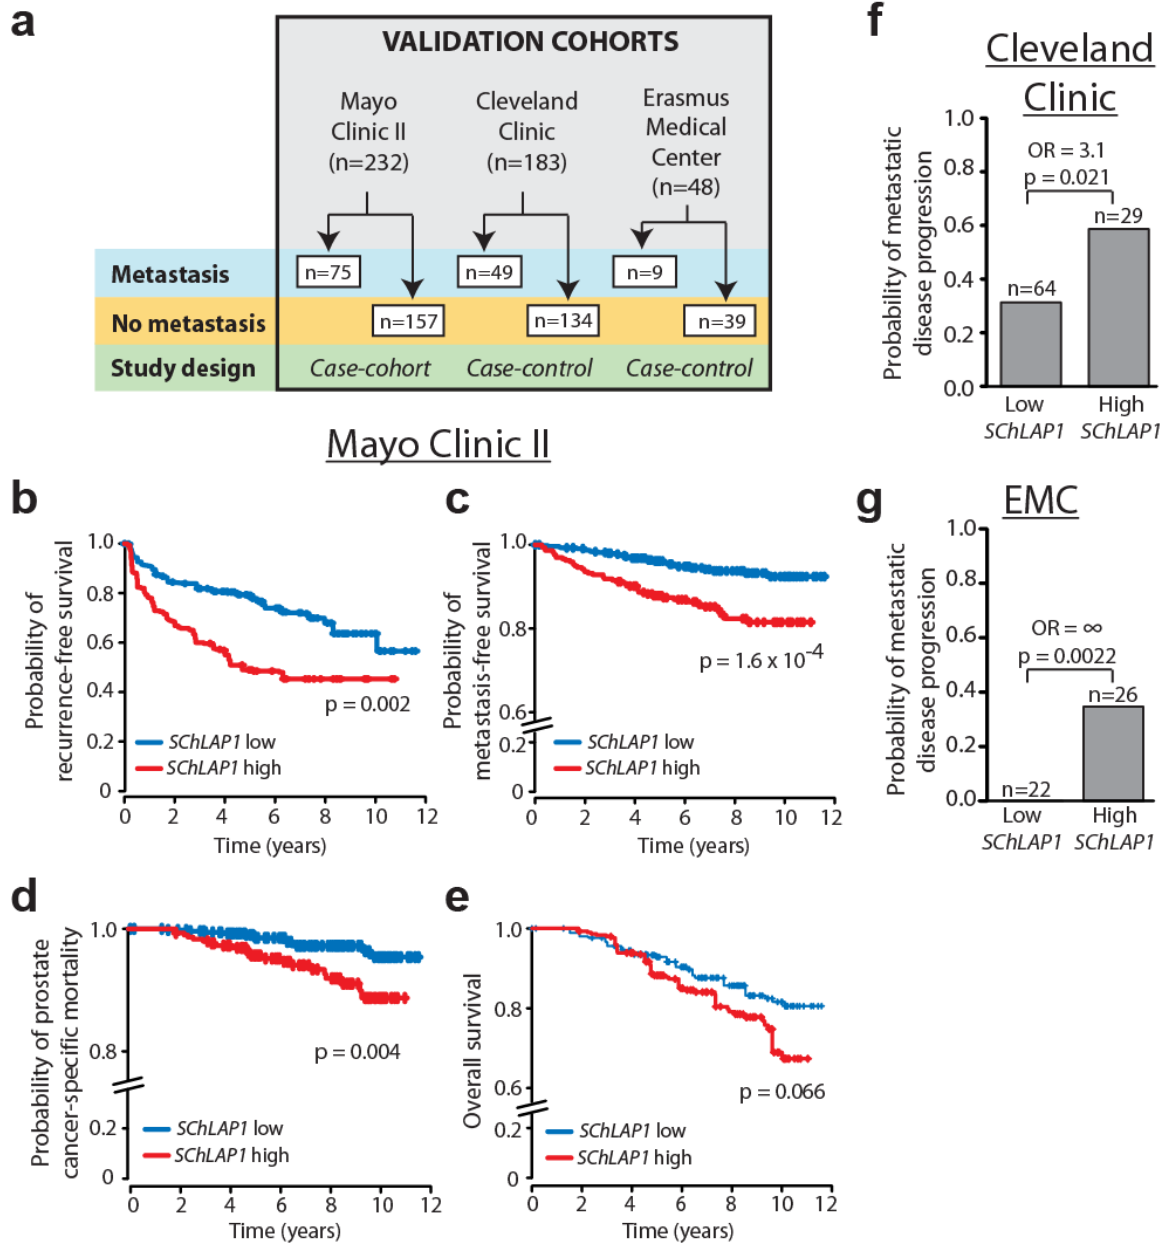 a
VALIDATION COHORTS
Mayo
Clinic II
(n=232)
Cleveland
Clinic
(n=183)
Erasmus
Medical
Center
(n=48)
Metastasis
n=75
n=49
n=9
No metastasis
n=157
n=134
n=39
Study design
Case-cohort
Case-control
Case-control
Mayo Clinic II
b
Probability of
recurrence-free survival
1.0
0.8
0.6
0.4
0.2
0
p = 0.002
SChLAP1 low
SChLAP1 high
0 2 4 6 8 10 12
Time (years)
c
Probability of
metastasis-free survival
1.0
0.8
0.6
0.2
0
p = 1.6 x 10⁻⁴
SChLAP1 low
SChLAP1 high
0 2 4 6 8 10 12
Time (years)
d
Probability of prostate
cancer-specific mortality
1.0
0.8
0.2
0
p = 0.004
SChLAP1 low
SChLAP1 high
0 2 4 6 8 10 12
Time (years)
e
Overall survival
1.0
0.8
0.6
0.2
0
p = 0.066
SChLAP1 low
SChLAP1 high
0 2 4 6 8 10 12
Time (years)
f
Cleveland
Clinic
Probability of metastatic
disease progression
1.0
0.8
0.6
0.4
0.2
0.0
OR = 3.1
p = 0.021
n=64
n=29
Low
SChLAP1
High
SChLAP1
g
EMC
Probability of metastatic
disease progression
1.0
0.8
0.6
0.4
0.2
0.0
OR = ∞
p = 0.0022
n=22
n=26
Low
SChLAP1
High
SChLAP1